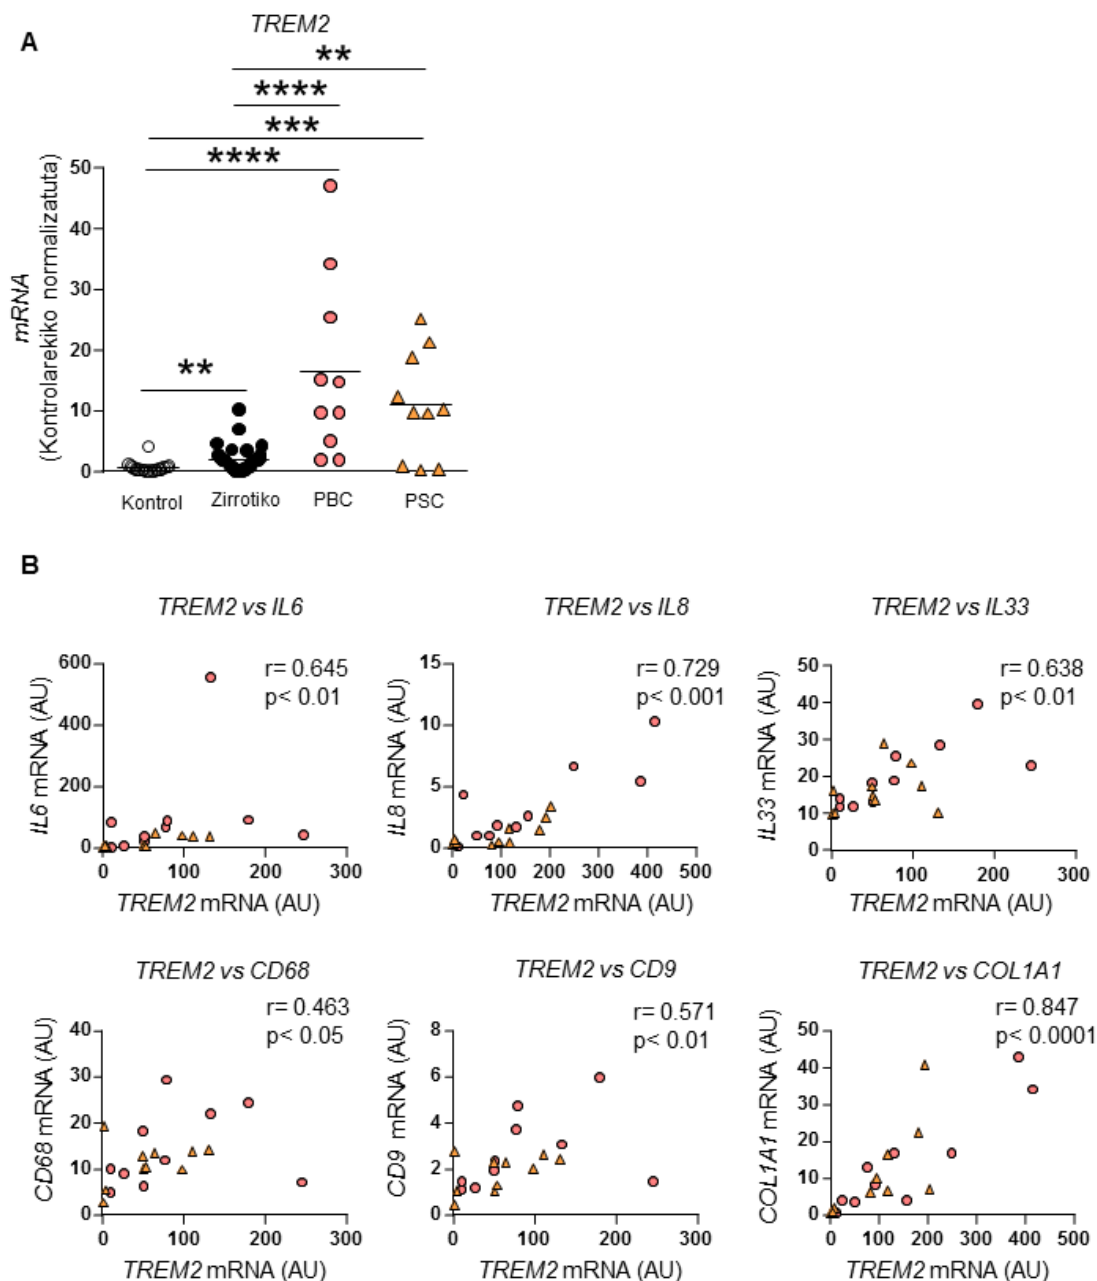 A
TREM2
**
****
***
****
**
mRNA
(Kontrolarekiko normalizatuta)
50
40
30
20
10
0
Kontrol
Zirrotiko
PBC
PSC
B
TREM2 vs IL6
r= 0.645
p< 0.01
IL6 mRNA (AU)
600
400
200
0
0 100 200 300
TREM2 mRNA (AU)
TREM2 vs IL8
r= 0.729
p< 0.001
IL8 mRNA (AU)
15
10
5
0
0 100 200 300 400 500
TREM2 mRNA (AU)
TREM2 vs IL33
r= 0.638
p< 0.01
IL33 mRNA (AU)
50
40
30
20
10
0
0 100 200 300
TREM2 mRNA (AU)
TREM2 vs CD68
r= 0.463
p< 0.05
CD68 mRNA (AU)
40
30
20
10
0
0 100 200 300
TREM2 mRNA (AU)
TREM2 vs CD9
r= 0.571
p< 0.01
CD9 mRNA (AU)
8
6
4
2
0
0 100 200 300
TREM2 mRNA (AU)
TREM2 vs COL1A1
r= 0.847
p< 0.0001
COL1A1 mRNA (AU)
50
40
30
20
10
0
0 100 200 300 400 500
TREM2 mRNA (AU)